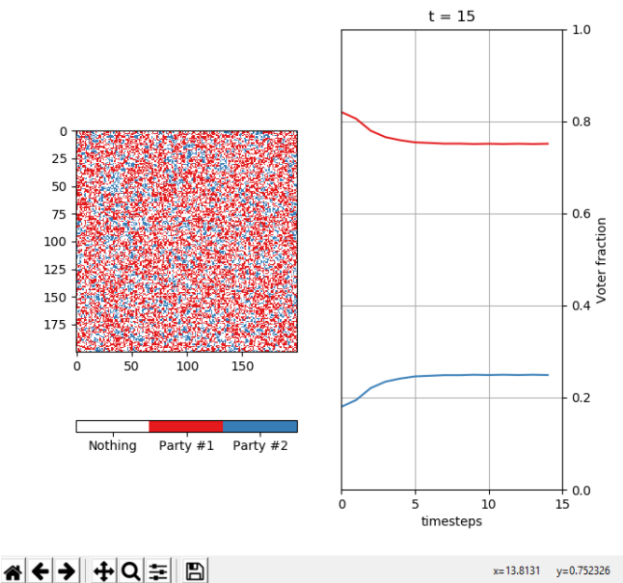 t = 15
1.0
0.8
0.6
0.4
0.2
0.0
Voter fraction
0 5 10 15
timesteps
0
25
50
75
100
125
150
175
0 50 100 150
Nothing Party #1 Party #2
x=13.8131 y=0.752326